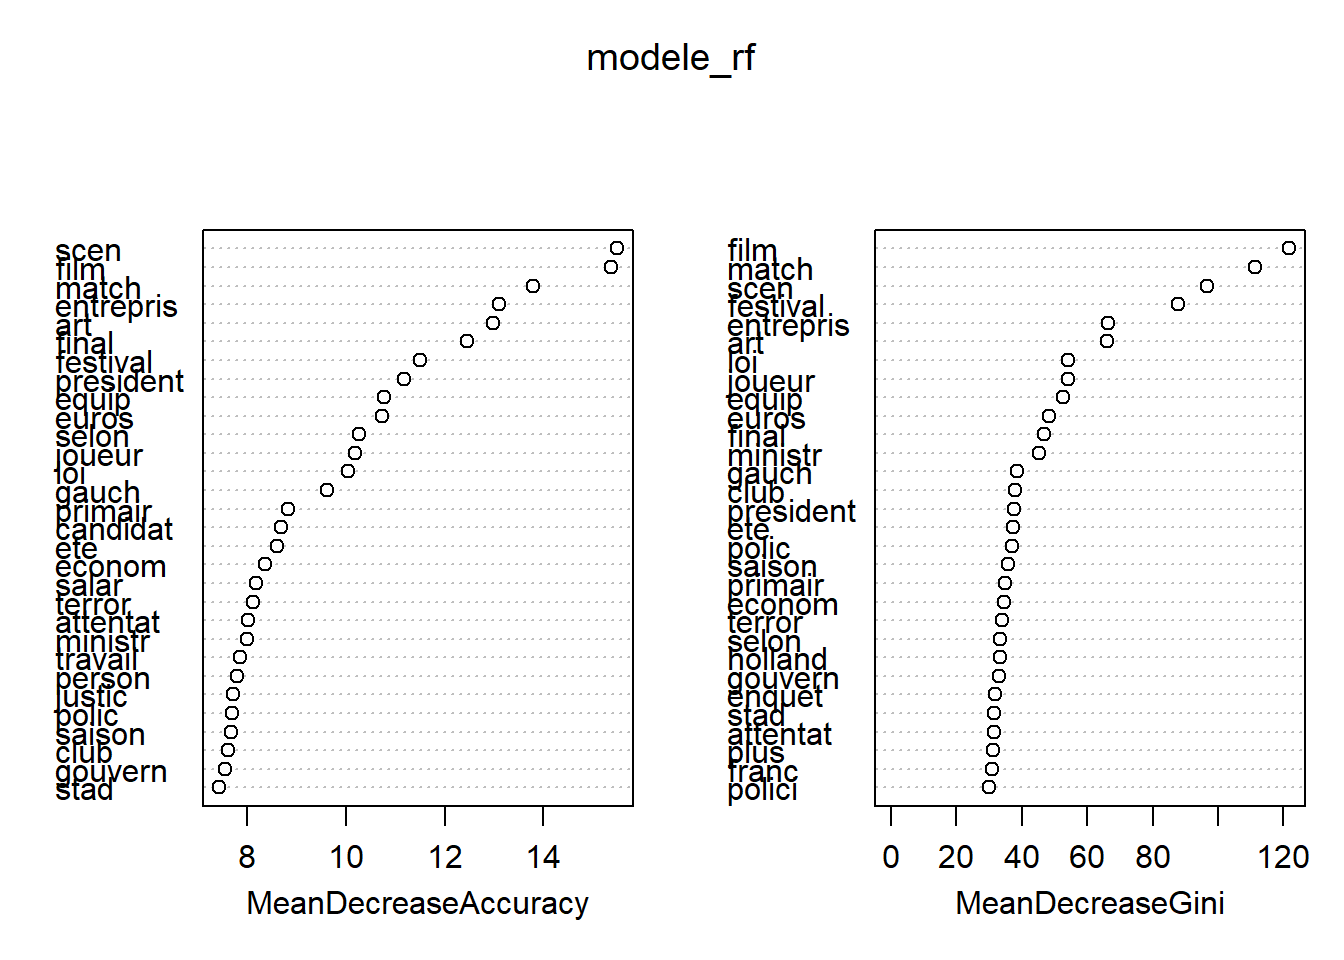 modele_rf
scen
film
match
entrepris
art
final
festival
president
equip
euros
selon
joueur
loi
gauch
primair
candidat
ete
econom
salar
terror
attentat
ministr
travail
person
justic
polic
saison
club
gouvern
stad
8 10 12 14
MeanDecreaseAccuracy
film
match
scen
festival
entrepris
art
loi
joueur
equip
euros
final
ministr
gauch
club
president
ete
polic
saison
primair
econom
terror
selon
holland
gouvern
enquet
stad
attentat
plus
franc
polici
0 20 40 60 80 120
MeanDecreaseGini